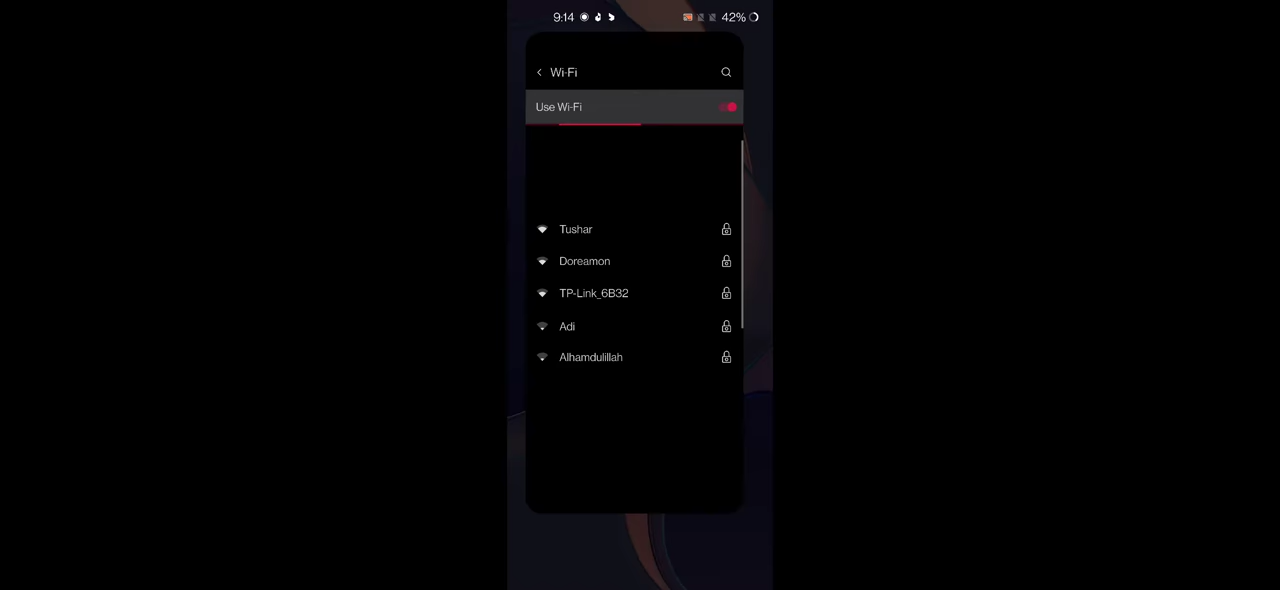 9:14 42%
Wi-Fi
Use Wi-Fi
Tushar
Doreamon
TP-Link_6B32
Adi
Alhamdulillah